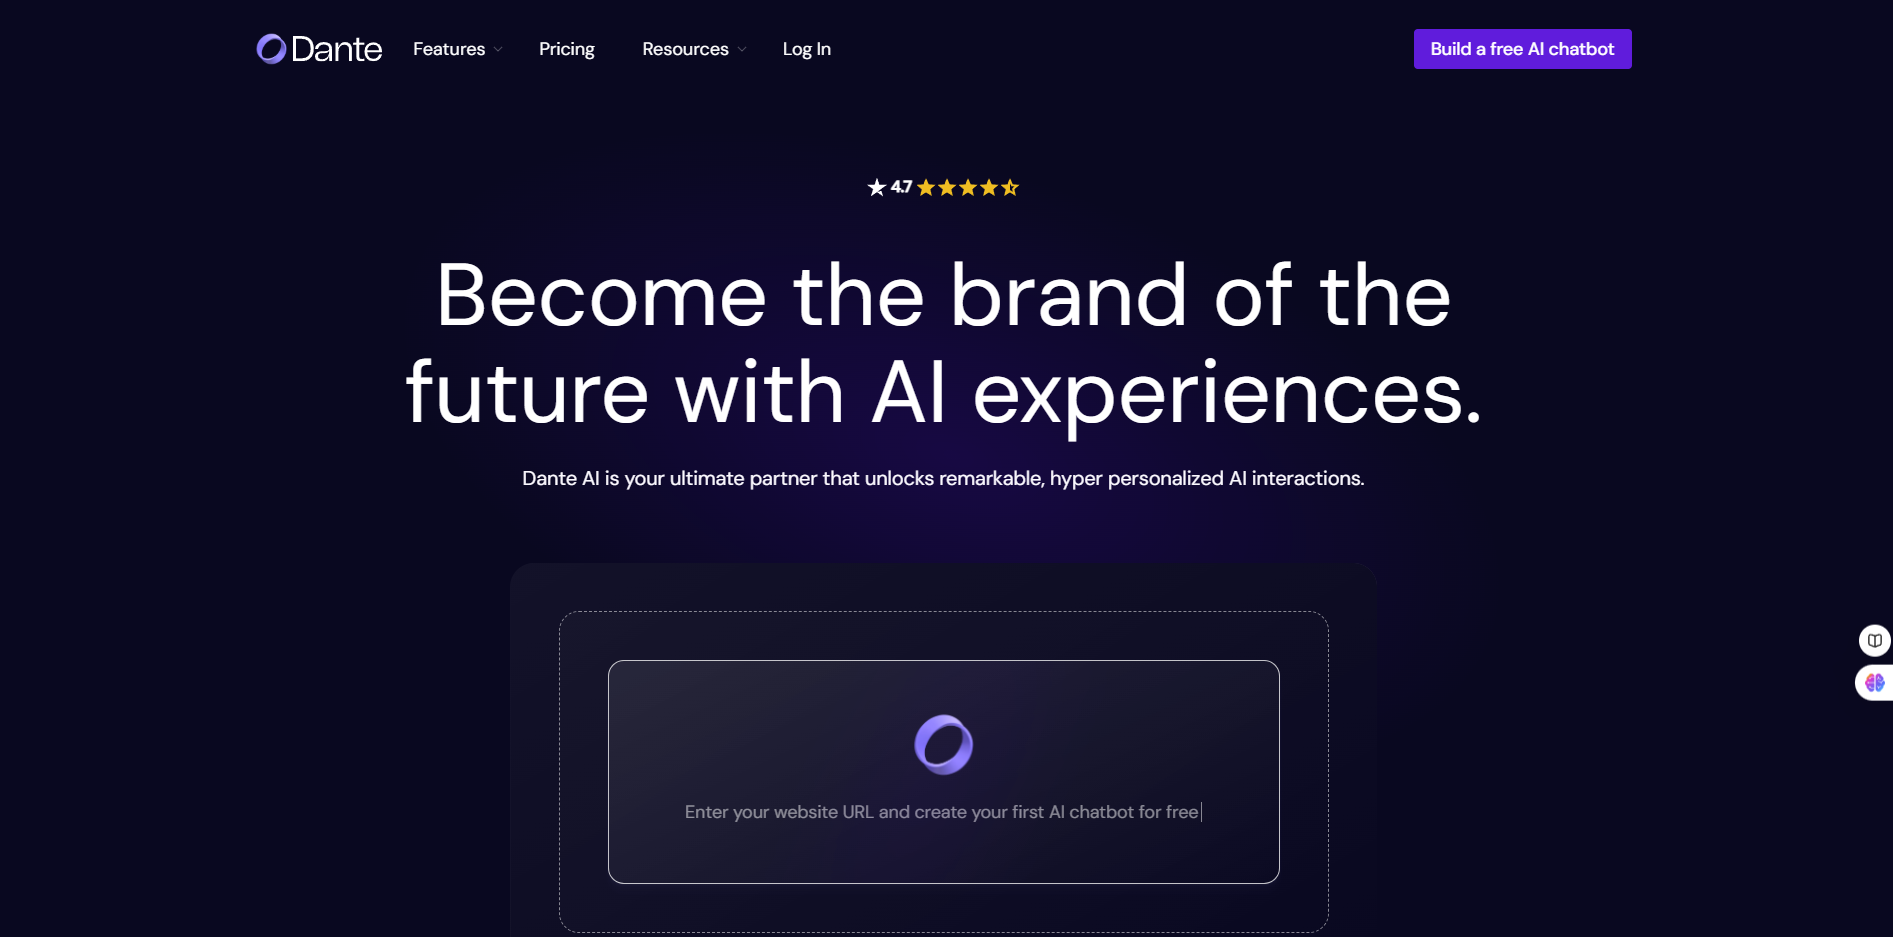 Dante Features Pricing Resources Log In Build a free AI chatbot
4.7
Become the brand of the
future with AI experiences.
Dante AI is your ultimate partner that unlocks remarkable, hyper personalized AI interactions.
Enter your website URL and create your first AI chatbot for free